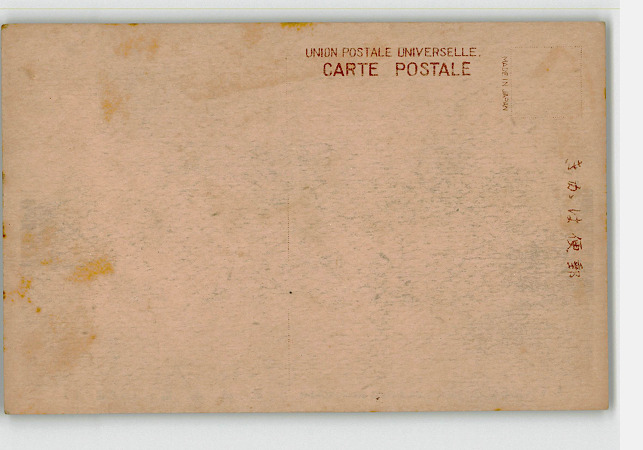 UNION POSTALE UNIVERSELLE.
CARTE POSTALE
MADE IN JAPAN
きかは便郵